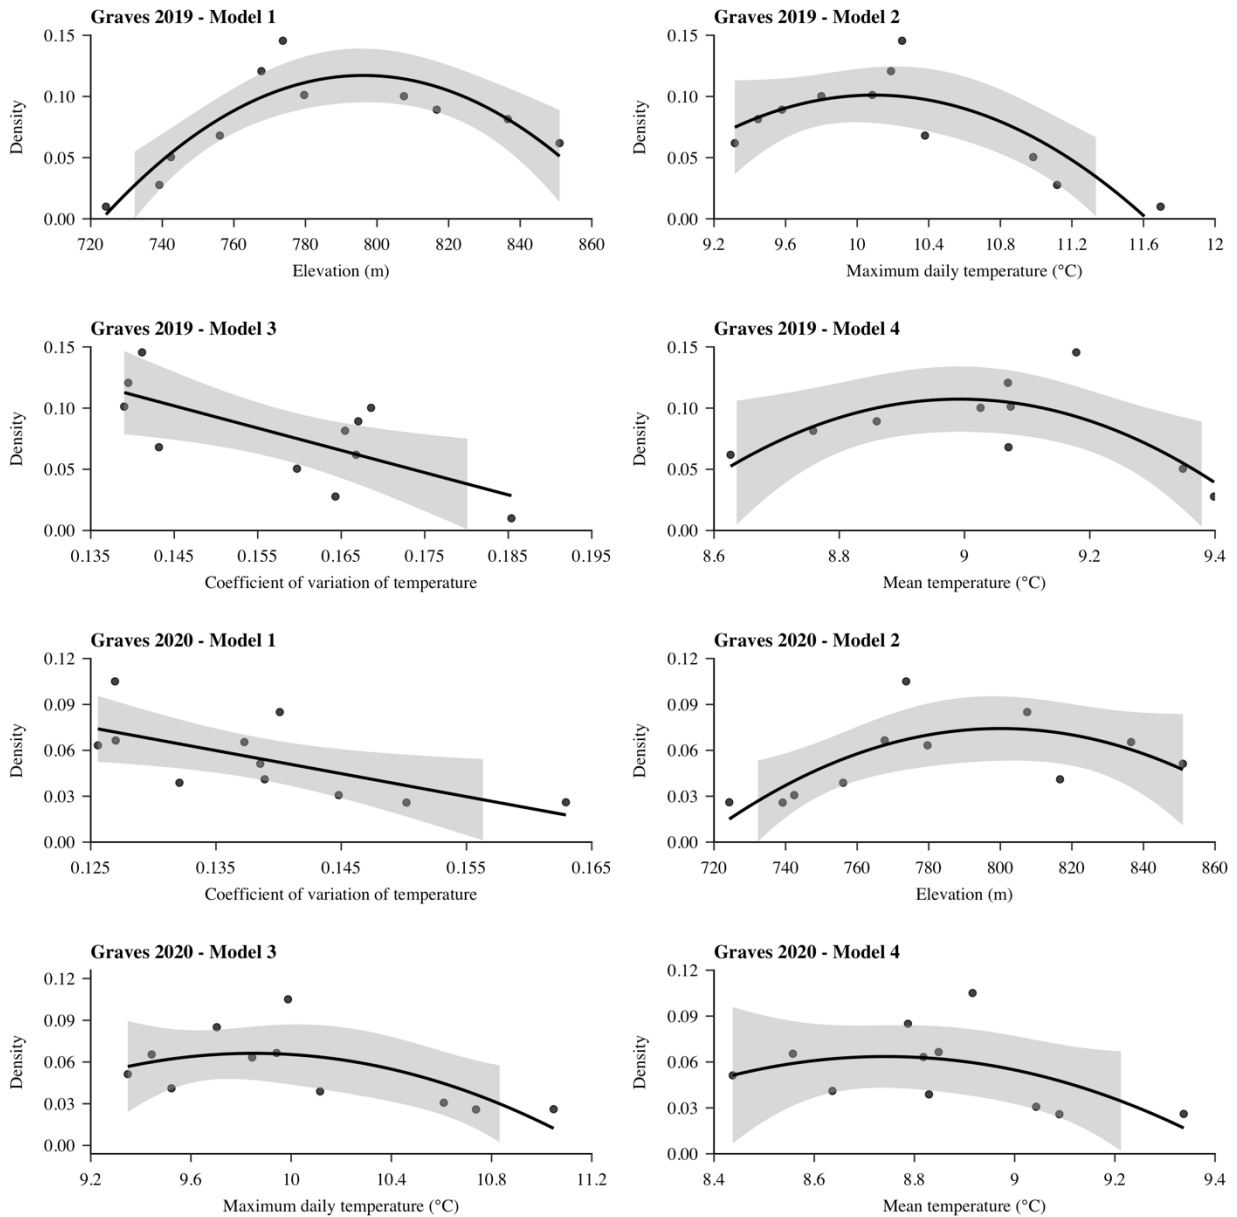 Graves 2019 - Model 1
0.15
0.10
0.05
0.00
Density
720 740 760 780 800 820 840 860
Elevation (m)
Graves 2019 - Model 2
0.15
0.10
0.05
0.00
Density
9.2 9.6 10 10.4 10.8 11.2 11.6 12
Maximum daily temperature (°C)
Graves 2019 - Model 3
0.15
0.10
0.05
0.00
Density
0.135 0.145 0.155 0.165 0.175 0.185 0.195
Coefficient of variation of temperature
Graves 2019 - Model 4
0.15
0.10
0.05
0.00
Density
8.6 8.8 9 9.2 9.4
Mean temperature (°C)
Graves 2020 - Model 1
0.12
0.09
0.06
0.03
0.00
Density
0.125 0.135 0.145 0.155 0.165
Coefficient of variation of temperature
Graves 2020 - Model 2
0.12
0.09
0.06
0.03
0.00
Density
720 740 760 780 800 820 840 860
Elevation (m)
Graves 2020 - Model 3
0.12
0.09
0.06
0.03
0.00
Density
9.2 9.6 10 10.4 10.8 11.2
Maximum daily temperature (°C)
Graves 2020 - Model 4
0.12
0.09
0.06
0.03
0.00
Density
8.4 8.6 8.8 9 9.2 9.4
Mean temperature (°C)